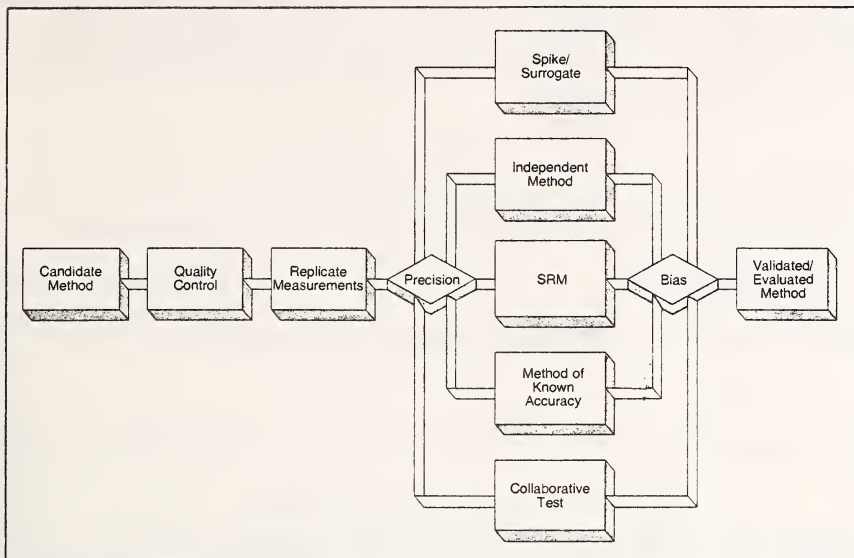 Spike/
Surrogate
Independent
Method
Candidate
Method
Quality
Control
Replicate
Measurements
Precision
SRM
Bias
Validated/
Evaluated
Method
Method of
Known
Accuracy
Collaborative
Test